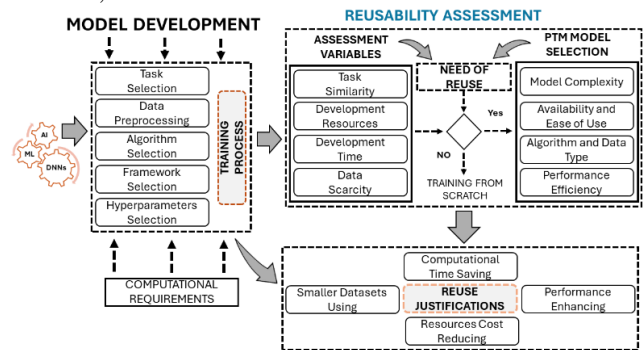 MODEL DEVELOPMENT
Task
Selection
Data
Preprocessing
Algorithm
Selection
Framework
Selection
Hyperparameters
Selection
TRAINING
PROCESS
AI
ML
DNNs
COMPUTATIONAL
REQUIREMENTS
REUSABILITY ASSESSMENT
ASSESSMENT
VARIABLES
Task
Similarity
Development
Resources
Development
Time
Data
Scarcity
NEED OF
REUSE
Yes
NO
TRAINING FROM
SCRATCH
PTM MODEL
SELECTION
Model Complexity
Availability and
Ease of Use
Algorithm and Data
Type
Performance
Efficiency
Computational
Time Saving
Smaller Datasets
Using
REUSE
JUSTIFICATIONS
Performance
Enhancing
Resources Cost
Reducing